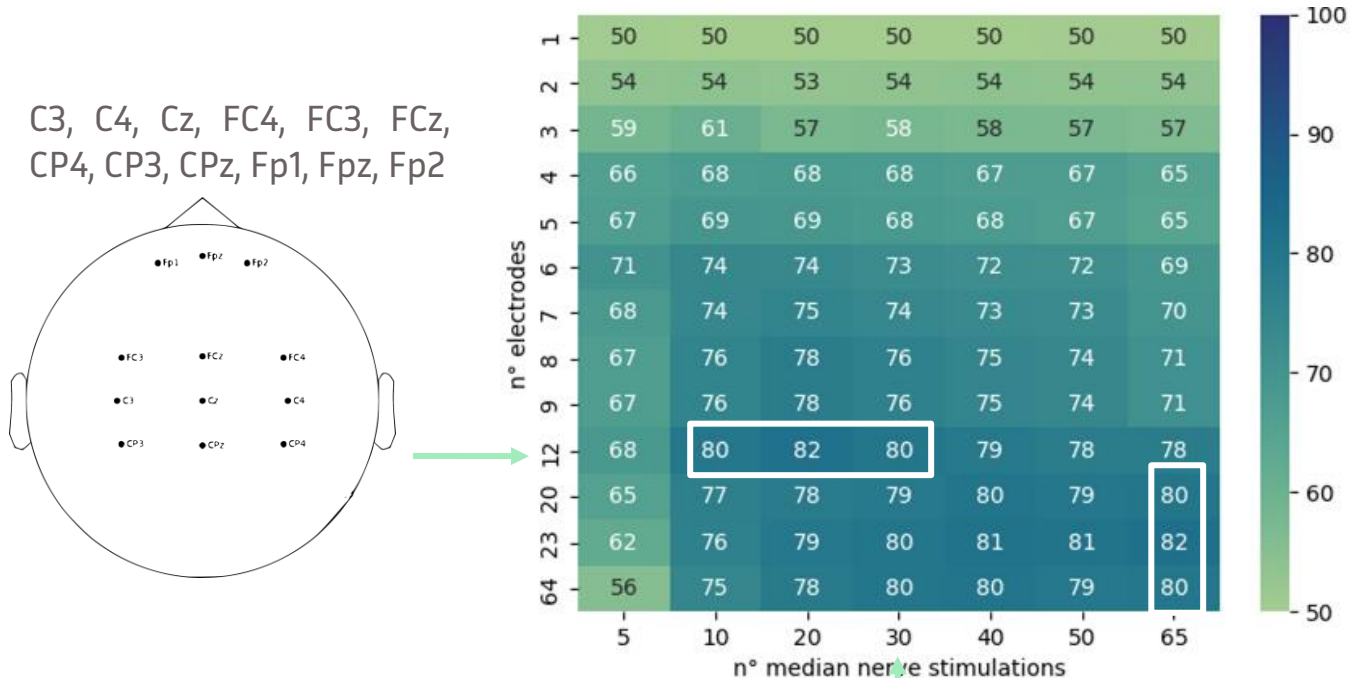 C3, C4, Cz, FC4, FC3, FCz,
CP4, CP3, CPz, Fp1, Fpz, Fp2
Fp1 Fpz Fp2
FC3 FCz FC4
C3 Cz C4
CP3 CPz CP4
n° electrodes
1 50 50 50 50 50 50 50
2 54 54 53 54 54 54 54
3 59 61 57 58 58 57 57
4 66 68 68 68 67 67 65
5 67 69 69 68 68 67 65
6 71 74 74 73 72 72 69
7 68 74 75 74 73 73 70
8 67 76 78 76 75 74 71
9 67 76 78 76 75 74 71
12 68 80 82 80 79 78 78
20 65 77 78 79 80 79 80
23 62 76 79 80 81 81 82
64 56 75 78 80 80 79 80
5 10 20 30 40 50 65
n° median nerve stimulations
100
90
80
70
60
50